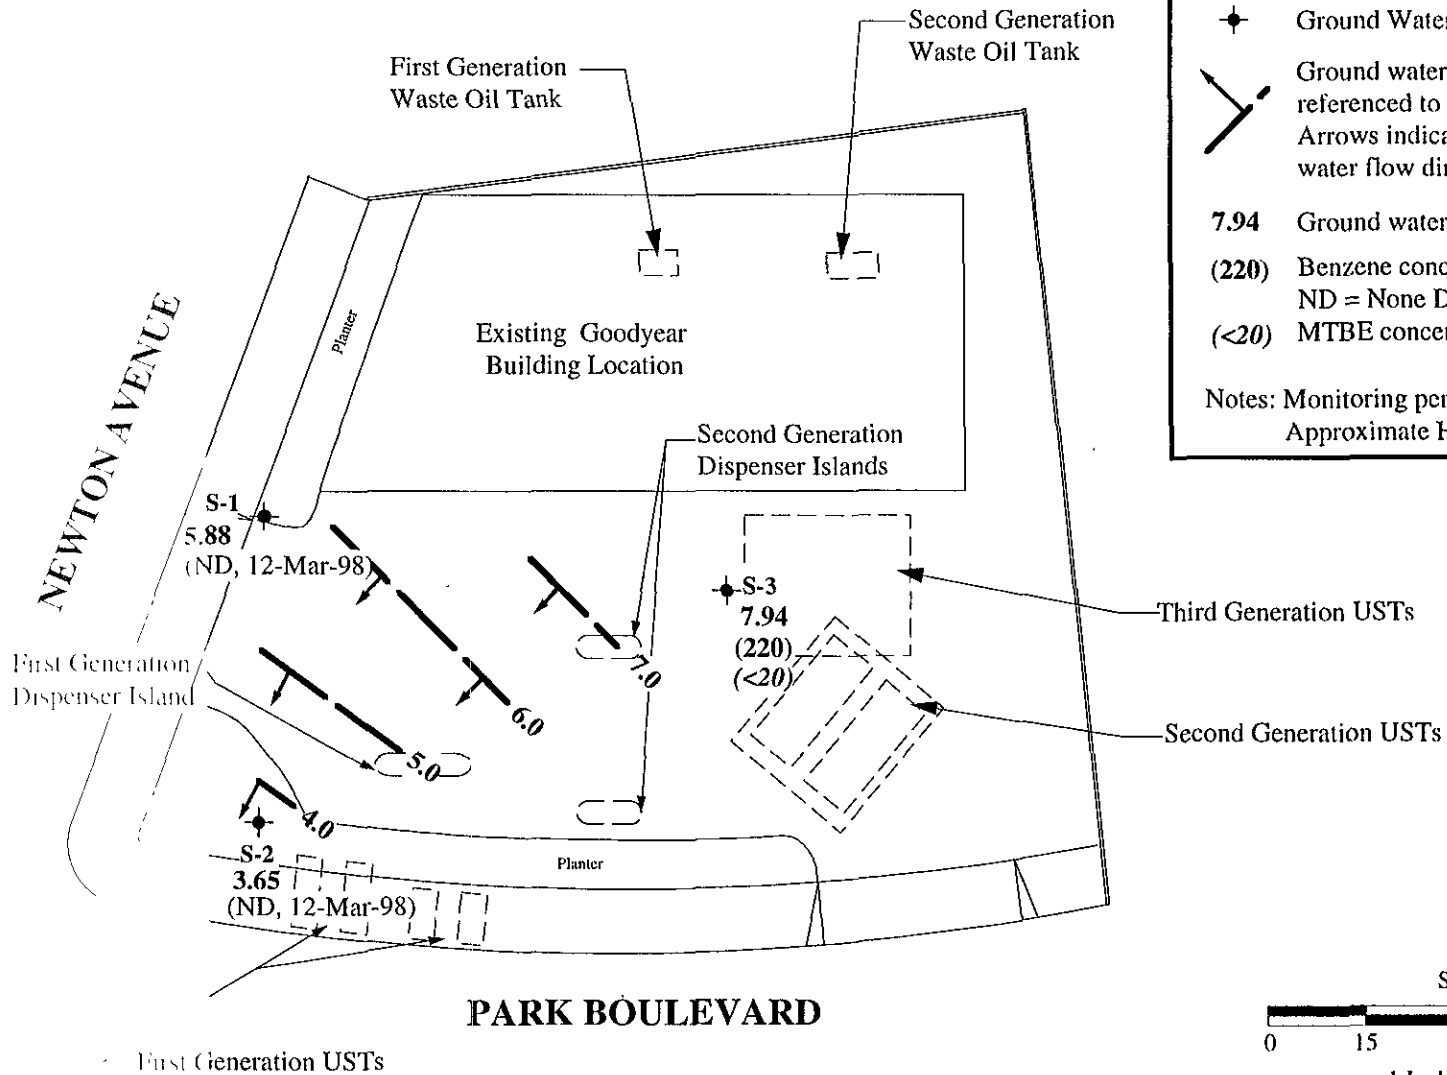 Second Generation
Waste Oil Tank
First Generation
Waste Oil Tank
Ground Water
Ground water
referenced to
Arrows indica
water flow di
7.94 Ground water
(220) Benzene conc
ND = None D
(<20) MTBE concer
Notes: Monitoring per
Approximate H
NEWTON AVENUE
Planter
Existing Goodyear
Building Location
Second Generation
Dispenser Islands
S-1
5.88
(ND, 12-Mar-98)
S-3
7.94
(220)
(<20)
Third Generation USTs
First Generation
Dispenser Island
7.0
6.0
5.0
4.0
Second Generation USTs
S-2
3.65
(ND, 12-Mar-98)
Planter
PARK BOULEVARD
First Generation USTs
S
0 15